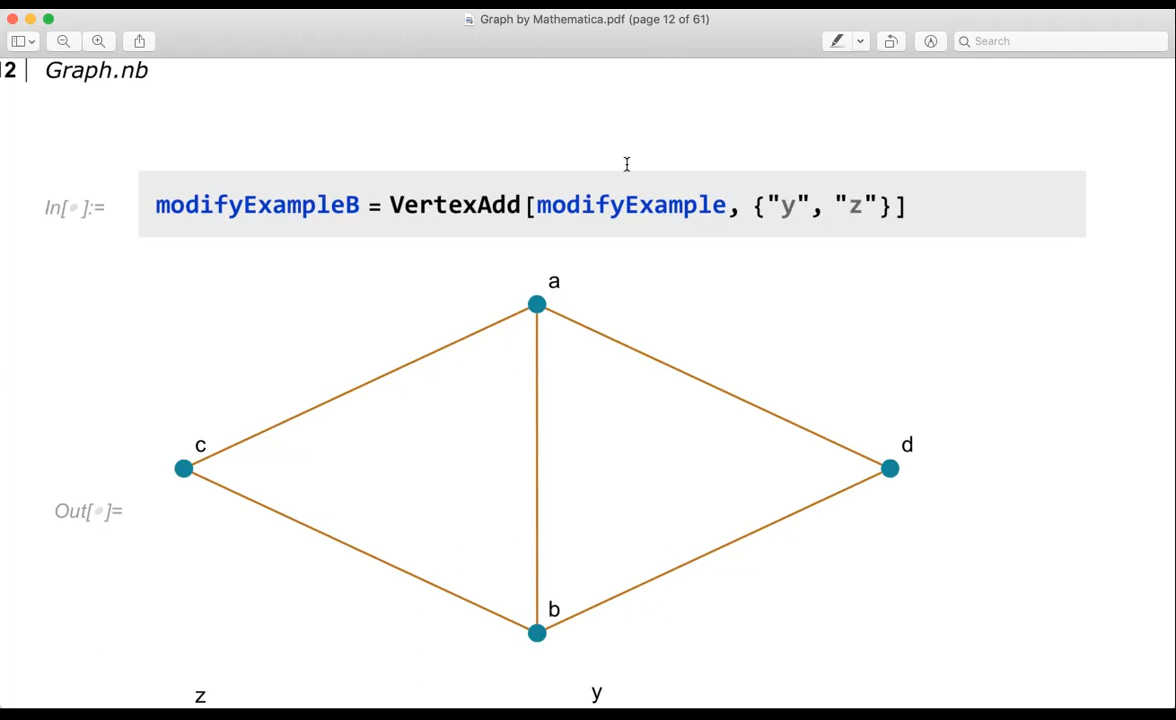 Graph by Mathematica.pdf (page 12 of 61)
Search
12 | Graph.nb
In[ ]:= modifyExampleB = VertexAdd[modifyExample, {"y", "z"}]
a
c
d
Out[ ]=
b
z
y